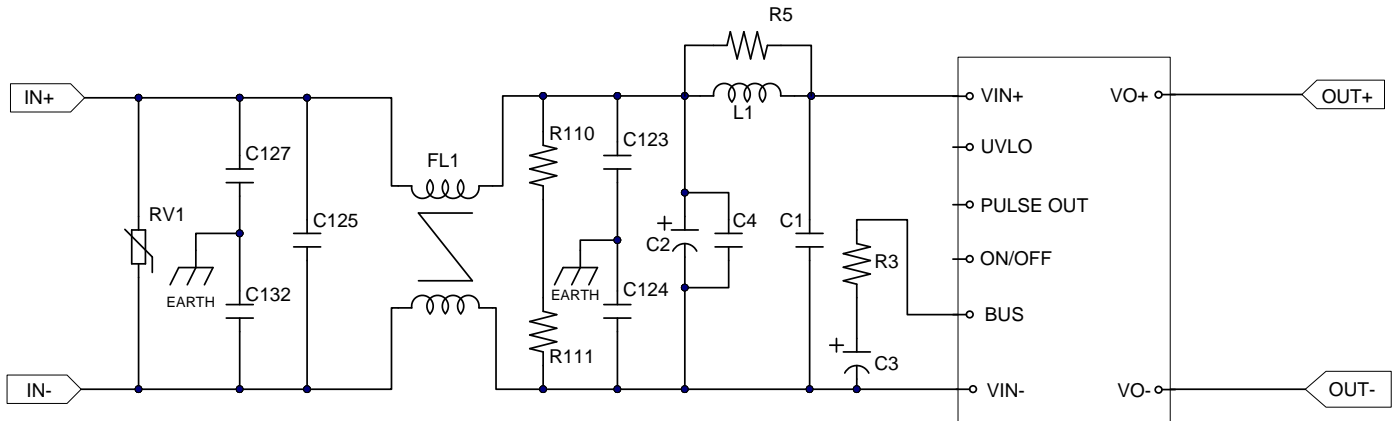 R5
IN+
VIN+
VO+
OUT+
L1
R110
C123
C127
FL1
UVLO
RV1
C125
PULSE OUT
+
C2
C4
C1
R3
ON/OFF
EARTH
C132
EARTH
C124
BUS
R111
+
C3
IN-
VIN-
VO-
OUT-